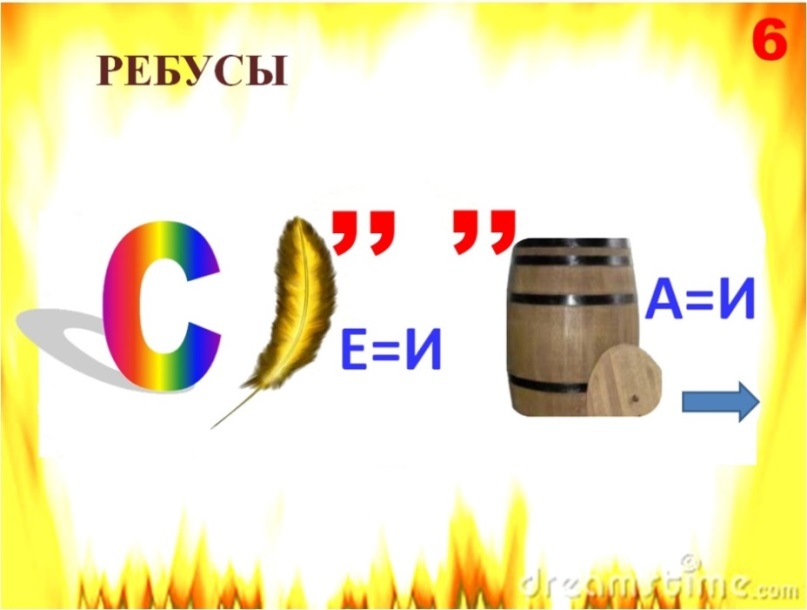 РЕБУСЫ
6
С ,, ,,
Е=И
А=И
dreamstime.com